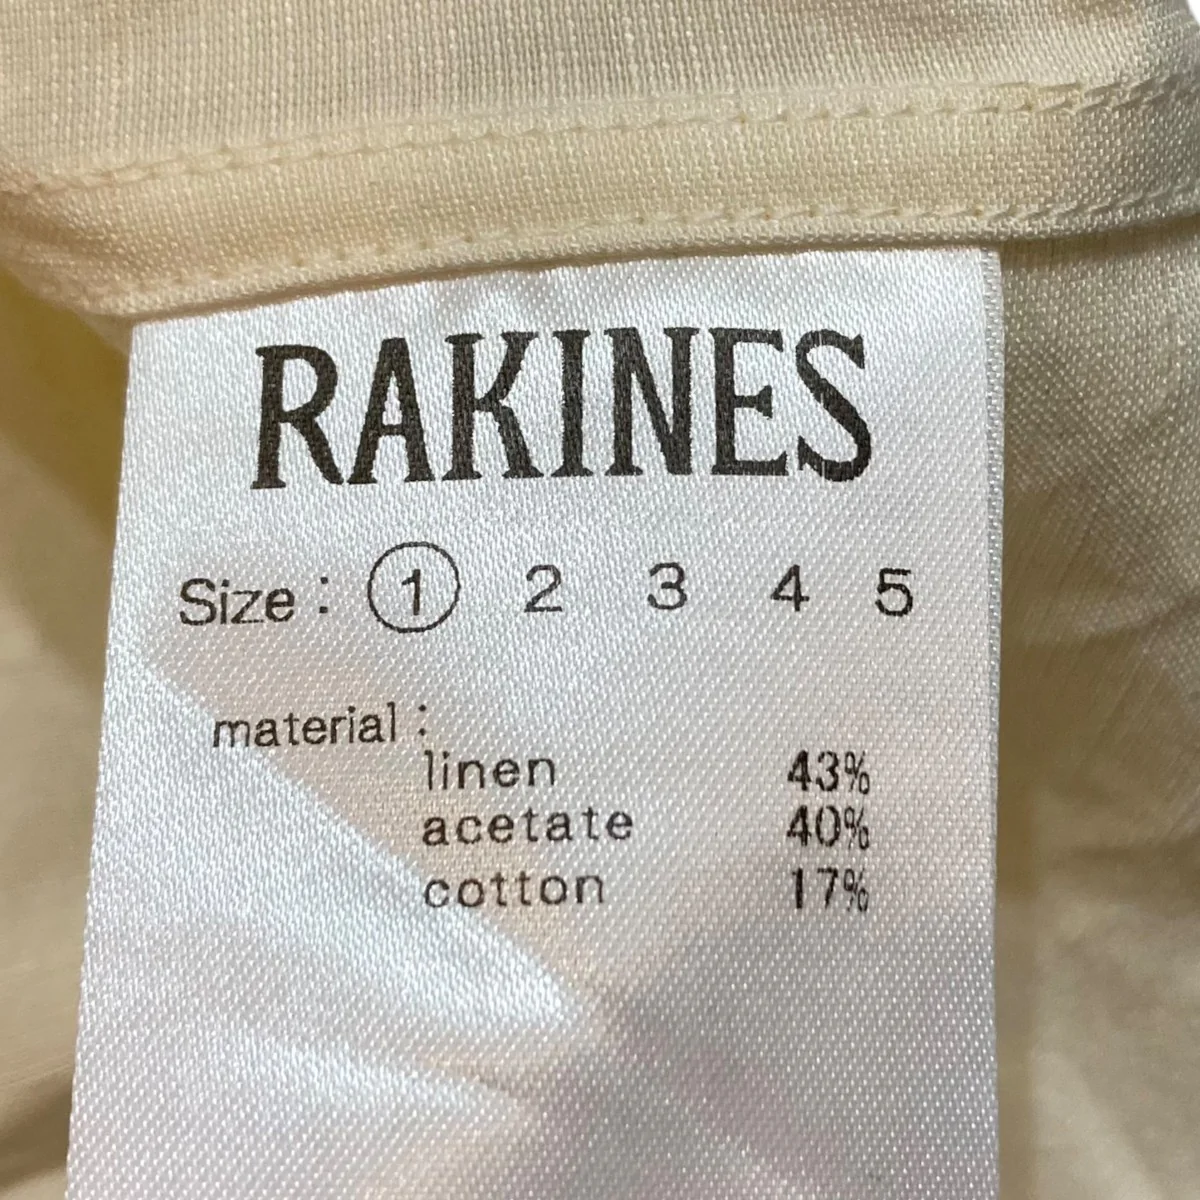 RAKINES
Size: 1 2 3 4 5
material:
linen 43%
acetate 40%
cotton 17%